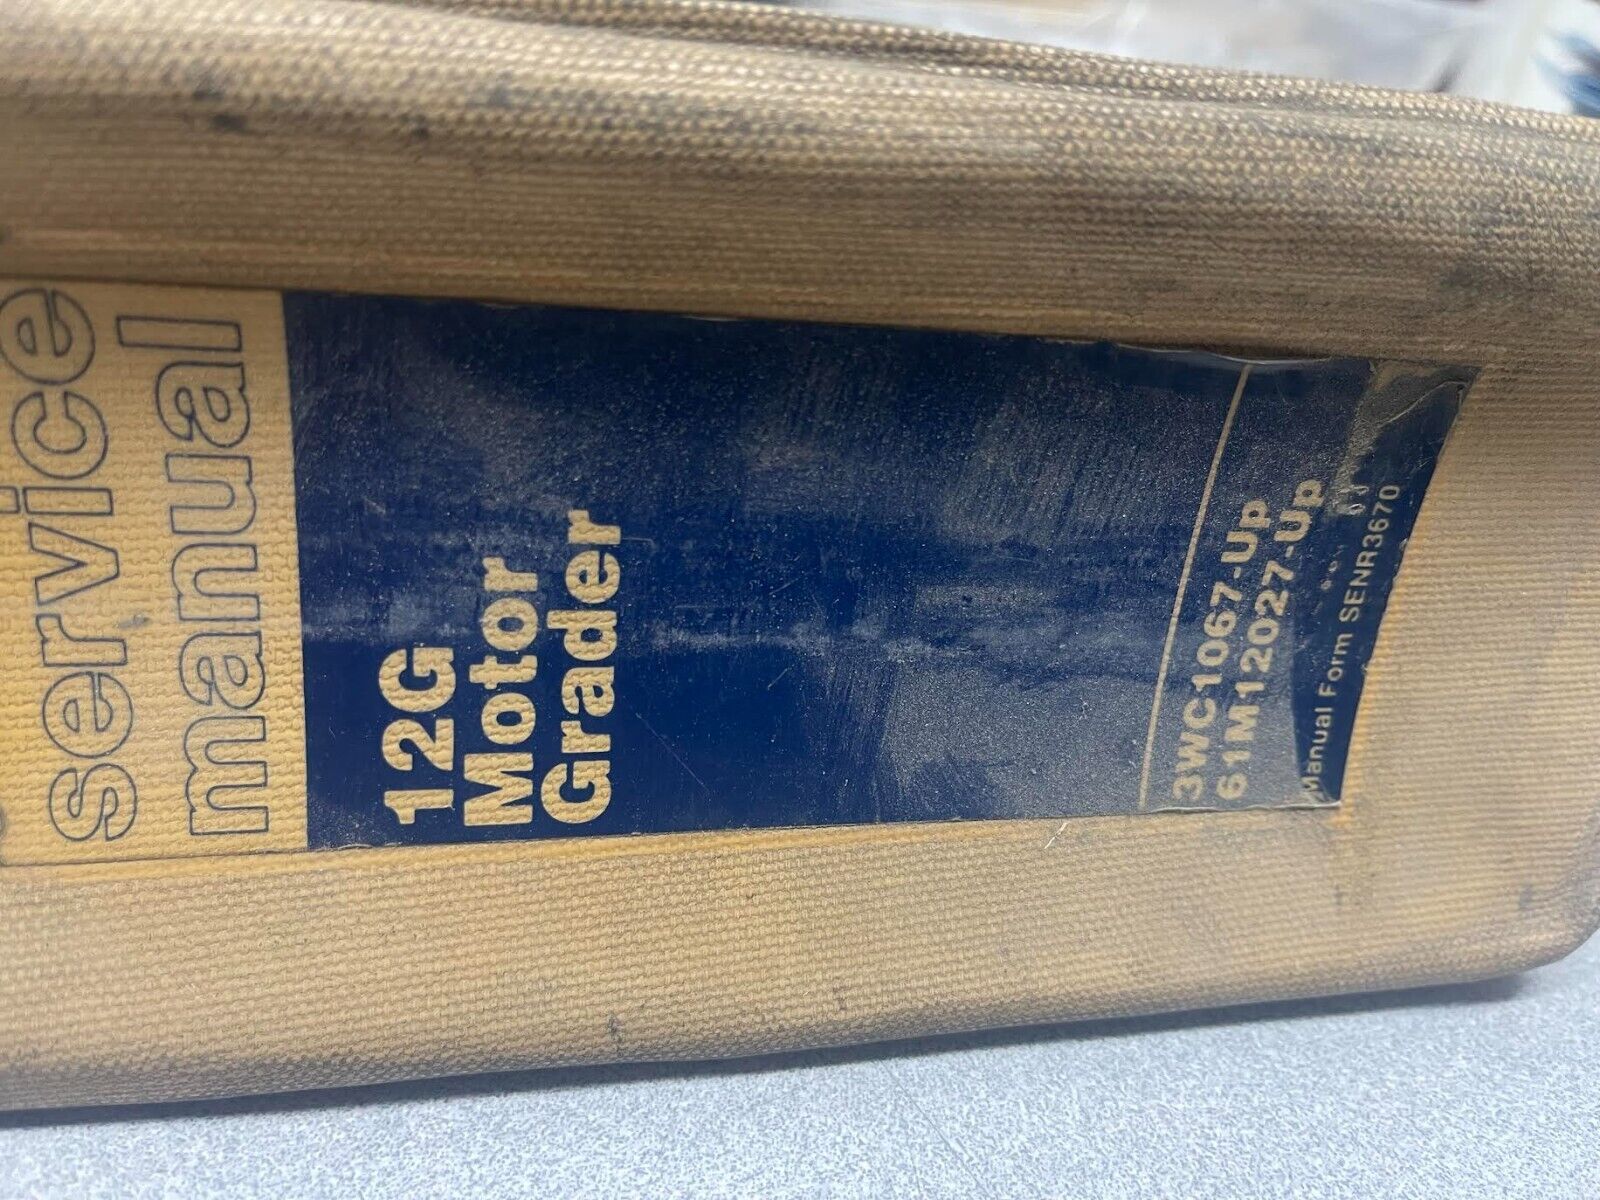 service
manual
12G
Motor
Grader
3WC1067-Up
61M12027-Up
Manual Form SENR3670